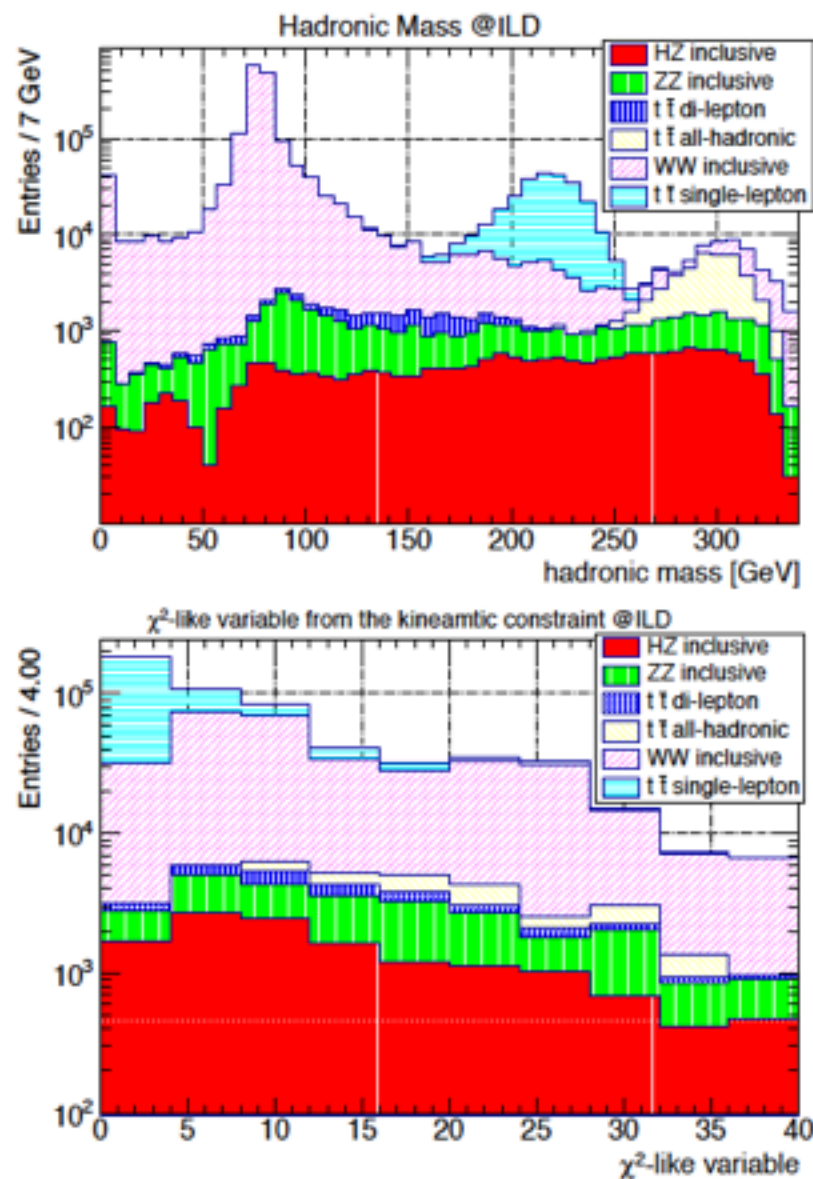 Hadronic Mass @ILD
Entries / 7 GeV
10⁵
10⁴
10³
10²
0 50 100 150 200 250 300
hadronic mass [GeV]
HZ inclusive
ZZ inclusive
t t̄ di-lepton
t t̄ all-hadronic
WW inclusive
t t̄ single-lepton
χ²-like variable from the kineamtic constraint @ILD
Entries / 4.00
10⁵
10⁴
10³
10²
0 5 10 15 20 25 30 35 40
χ²-like variable
HZ inclusive
ZZ inclusive
t t̄ di-lepton
t t̄ all-hadronic
WW inclusive
t t̄ single-lepton